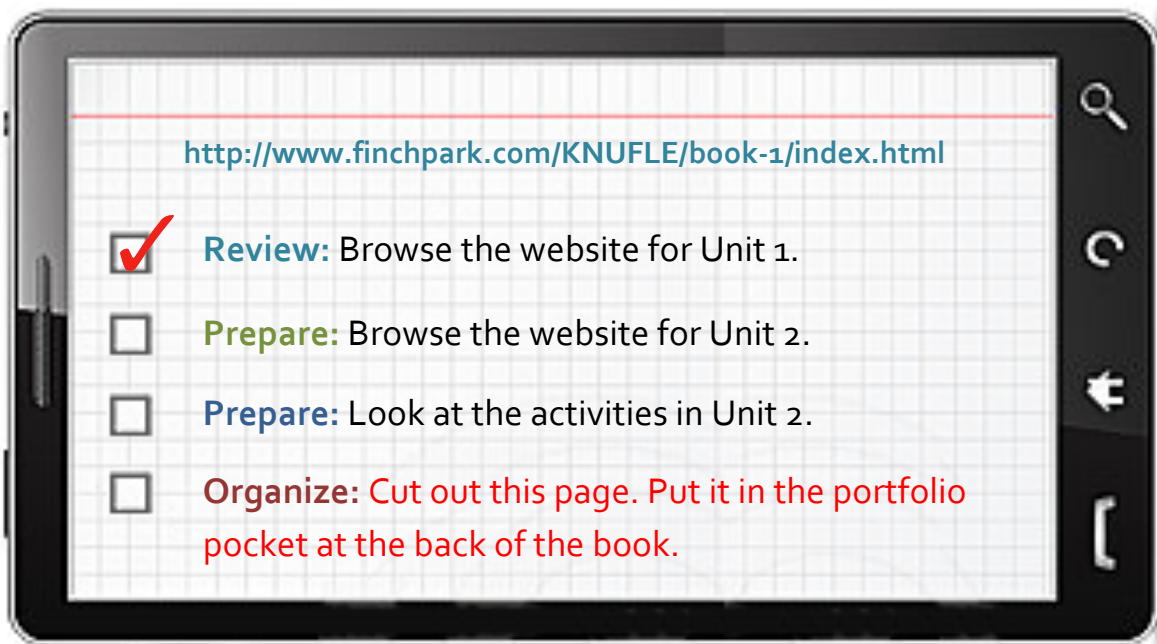 http://www.finchpark.com/KNUFLE/book-1/index.html
Review: Browse the website for Unit 1.
Prepare: Browse the website for Unit 2.
Prepare: Look at the activities in Unit 2.
Organize: Cut out this page. Put it in the portfolio
pocket at the back of the book.